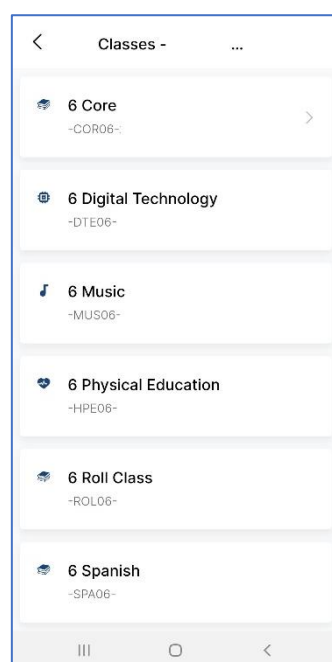 Classes - ...
6 Core
-COR06-
6 Digital Technology
-DTE06-
6 Music
-MUS06-
6 Physical Education
-HPE06-
6 Roll Class
-ROL06-
6 Spanish
-SPA06-